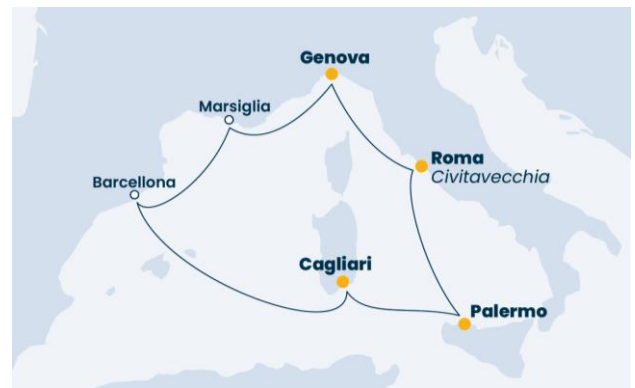 Genova
Marsiglia
Roma
Civitavecchia
Barcellona
Cagliari
Palermo